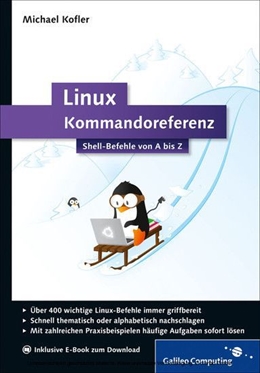 Michael Kofler
Linux
Kommandoreferenz
Shell-Befehle von A bis Z
Über 400 wichtige Linux-Befehle immer griffbereit
Schnell thematisch oder alphabetisch nachschlagen
Mit zahlreichen Praxisbeispielen häufige Aufgaben sofort lösen
Inklusive E-Book zum Download
Galileo Computing